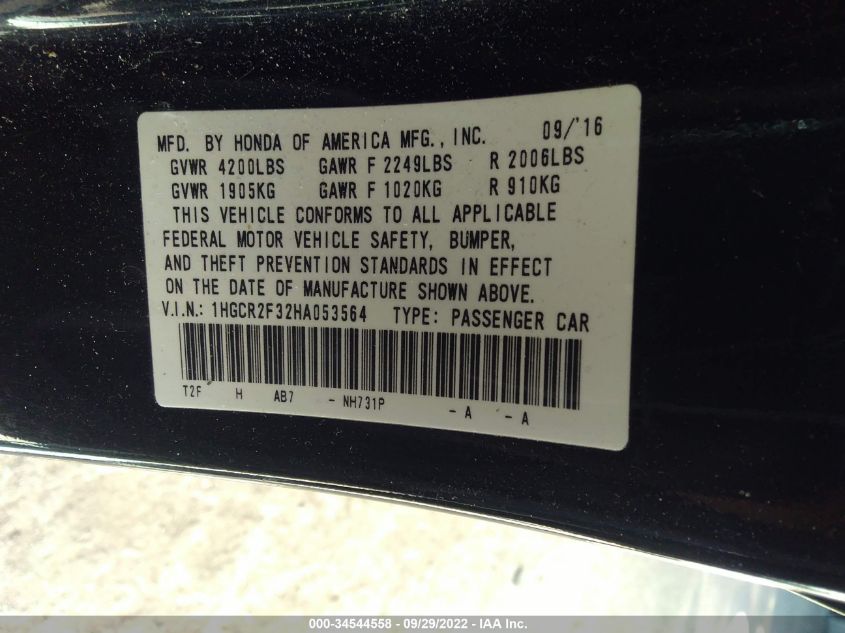 MFD. BY HONDA OF AMERICA MFG., INC. 09/'16
GVWR 4200LBS GAWR F 2249LBS R 2006LBS
GVWR 1905KG GAWR F 1020KG R 910KG
THIS VEHICLE CONFORMS TO ALL APPLICABLE
FEDERAL MOTOR VEHICLE SAFETY, BUMPER,
AND THEFT PREVENTION STANDARDS IN EFFECT
ON THE DATE OF MANUFACTURE SHOWN ABOVE.
V.I.N.: 1HGCR2F32HA053564 TYPE: PASSENGER CAR
T2F H AB7 - NH731P - A - A
000-34544558 - 09/29/2022 - IAA Inc.